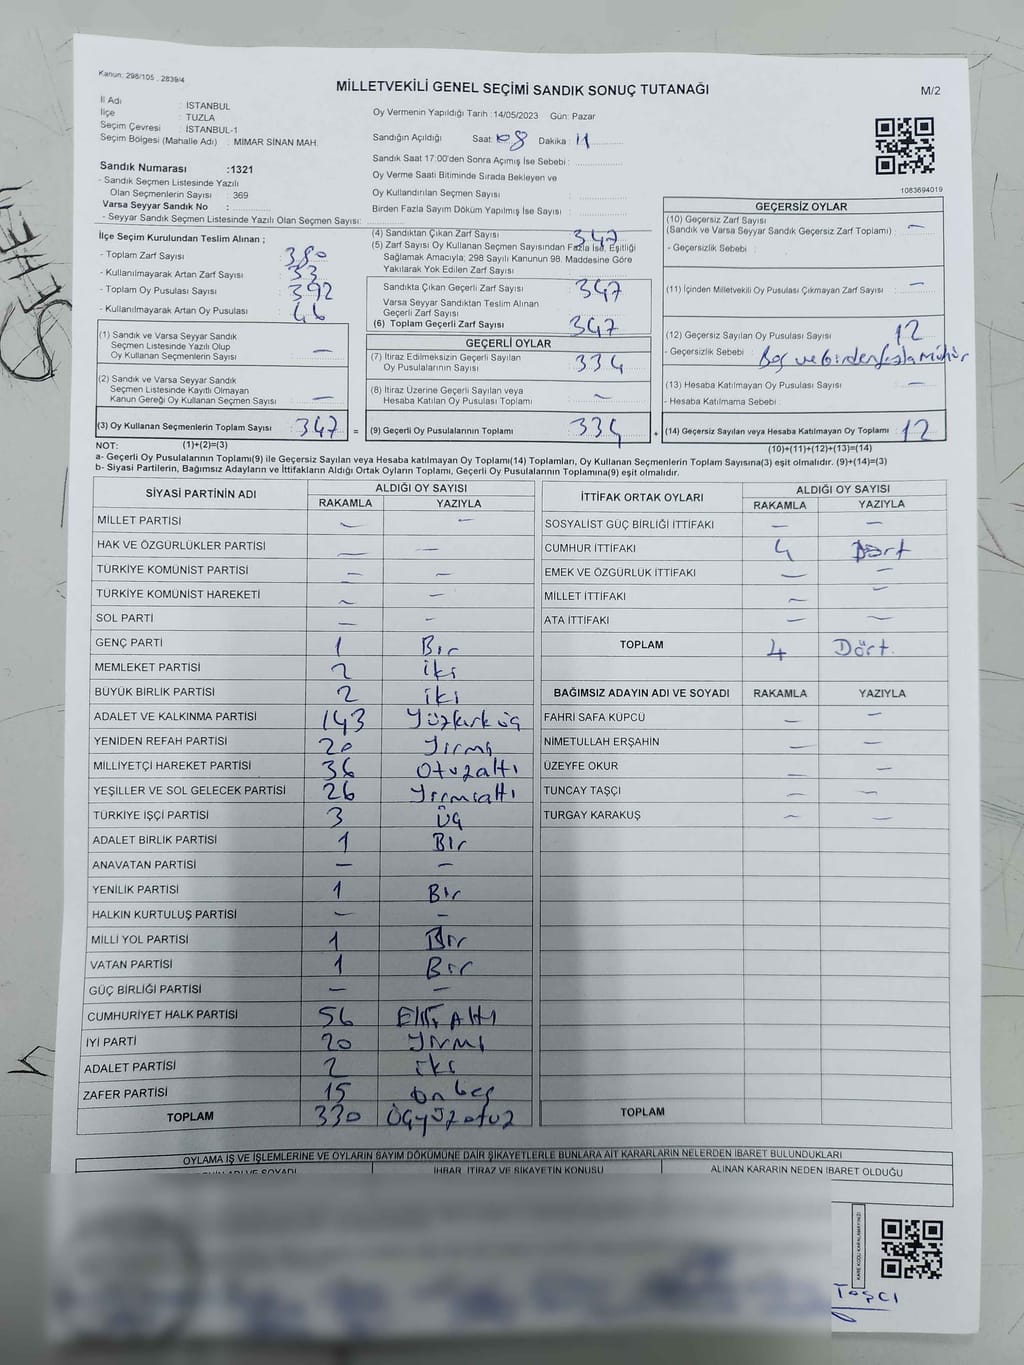 Kanun: 298/105 , 2839/4
MİLLETVEKİLİ GENEL SEÇİMİ SANDIK SONUÇ TUTANAĞI
M/2
İl Adı : İSTANBUL
İlçe : TUZLA
Seçim Çevresi : İSTANBUL-1
Seçim Bölgesi (Mahalle Adı) : MİMAR SİNAN MAH.
Sandık Numarası :1321
- Sandık Seçmen Listesinde Yazılı
Olan Seçmenlerin Sayısı : 369
Varsa Seyyar Sandık No :
- Seyyar Sandık Seçmen Listesinde Yazılı Olan Seçmen Sayısı:
Oy Vermenin Yapıldığı Tarih :14/05/2023 Gün: Pazar
Sandığın Açıldığı Saat: 08 Dakika : 11
Sandık Saat 17:00'den Sonra Açımış İse Sebebi :
Oy Verme Saati Bitiminde Sırada Bekleyen ve
Oy Kullandırılan Seçmen Sayısı
Birden Fazla Sayım Döküm Yapılmış İse Sayısı :
1083694019
İlçe Seçim Kurulundan Teslim Alınan ;
- Toplam Zarf Sayısı : 380
- Kullanılmayarak Artan Zarf Sayısı : 33
- Toplam Oy Pusulası Sayısı : 392
- Kullanılmayarak Artan Oy Pusulası : 46
(1) Sandık ve Varsa Seyyar Sandık
Seçmen Listesinde Yazılı Olup
Oy Kullanan Seçmenlerin Sayısı : —
(2) Sandık ve Varsa Seyyar Sandık
Seçmen Listesinde Kayıtlı Olmayan
Kanun Gereği Oy Kullanan Seçmen Sayısı : —
(3) Oy Kullanan Seçmenlerin Toplam Sayısı : 347 =
(4) Sandıktan Çıkan Zarf Sayısı : 347
(5) Zarf Sayısı Oy Kullanan Seçmen Sayısından Fazla İse, Eşitliği
Sağlamak Amacıyla; 298 Sayılı Kanunun 98. Maddesine Göre
Yakılarak Yok Edilen Zarf Sayısı :
Sandıkta Çıkan Geçerli Zarf Sayısı : 347
Varsa Seyyar Sandıktan Teslim Alınan
Geçerli Zarf Sayısı :
(6) Toplam Geçerli Zarf Sayısı : 347
GEÇERLİ OYLAR
(7) İtiraz Edilmeksizin Geçerli Sayılan
Oy Pusulalarının Sayısı : 334
(8) İtiraz Üzerine Geçerli Sayılan veya
Hesaba Katılan Oy Pusulası Toplamı : —
(9) Geçerli Oy Pusulalarının Toplamı : 334 +
GEÇERSİZ OYLAR
(10) Geçersiz Zarf Sayısı
(Sandık ve Varsa Seyyar Sandık Geçersiz Zarf Toplamı) : —
- Geçersizlik Sebebi :
(11) İçinden Milletvekili Oy Pusulası Çıkmayan Zarf Sayısı : —
(12) Geçersiz Sayılan Oy Pusulası Sayısı : 12
- Geçersizlik Sebebi : Boş ve birden fazla mühür
(13) Hesaba Katılmayan Oy Pusulası Sayısı : —
- Hesaba Katılmama Sebebi :
(14) Geçersiz Sayılan veya Hesaba Katılmayan Oy Toplamı : 12
NOT: (1)+(2)=(3)
(10)+(11)+(12)+(13)=(14)
a- Geçerli Oy Pusulalarının Toplamı(9) ile Geçersiz Sayılan veya Hesaba katılmayan Oy Pusulası Toplamı(14) Toplamları, Oy Kullanan Seçmenlerin Toplam Sayısına(3) eşit olmalıdır. (9)+(14)=(3)
b- Siyasi Partilerin, Bağımsız Adayların ve İttifakların Aldığı Ortak Oyların Toplamı, Geçerli Oy Pusulalarının Toplamına(9) eşit olmalıdır.
SİYASİ PARTİNİN ADI ALDIĞI OY SAYISI
RAKAMLA YAZIYLA
MİLLET PARTİSİ — —
HAK VE ÖZGÜRLÜKLER PARTİSİ — —
TÜRKİYE KOMÜNİST PARTİSİ — —
TÜRKİYE KOMÜNİST HAREKETİ — —
SOL PARTİ — —
GENÇ PARTİ 1 Bir
MEMLEKET PARTİSİ 2 iki
BÜYÜK BİRLİK PARTİSİ 2 iki
ADALET VE KALKINMA PARTİSİ 143 Yüzkırküç
YENİDEN REFAH PARTİSİ 20 Yirmi
MİLLİYETÇİ HAREKET PARTİSİ 36 Otuzaltı
YEŞİLLER VE SOL GELECEK PARTİSİ 26 Yirmialtı
TÜRKİYE İŞÇİ PARTİSİ 3 Üç
ADALET BİRLİK PARTİSİ 1 Bir
ANAVATAN PARTİSİ — —
YENİLİK PARTİSİ 1 Bir
HALKIN KURTULUŞ PARTİSİ — —
MİLLİ YOL PARTİSİ 1 Bir
VATAN PARTİSİ 1 Bir
GÜÇ BİRLİĞİ PARTİSİ — —
CUMHURİYET HALK PARTİSİ 56 Elli Altı
İYİ PARTİ 20 Yirmi
ADALET PARTİSİ 2 iki
ZAFER PARTİSİ 15 On beş
TOPLAM 330 Üçyüzotuz
İTTİFAK ORTAK OYLARI ALDIĞI OY SAYISI
RAKAMLA YAZIYLA
SOSYALİST GÜÇ BİRLİĞİ İTTİFAKI — —
CUMHUR İTTİFAKI 4 Dört
EMEK VE ÖZGÜRLÜK İTTİFAKI — —
MİLLET İTTİFAKI — —
ATA İTTİFAKI — —
TOPLAM 4 Dört.
BAĞIMSIZ ADAYIN ADI VE SOYADI RAKAMLA YAZIYLA
FAHRİ SAFA KÜPCÜ — —
NİMETULLAH ERŞAHİN — —
ÜZEYFE OKUR — —
TUNCAY TAŞÇI — —
TURGAY KARAKUŞ — —
TOPLAM
OYLAMA İŞ VE İŞLEMLERİNE VE OYLARIN SAYIM DÖKÜMÜNE DAİR ŞİKAYETLERLE BUNLARA AİT KARARLARIN NELERDEN İBARET BULUNDUKLARI
İHBAR, İTİRAZ VE ŞİKAYETİN KONUSU
ALINAN KARARIN NEDEN İBARET OLDUĞU
KARE KODU KARALAMAYINIZ!
Taşcı